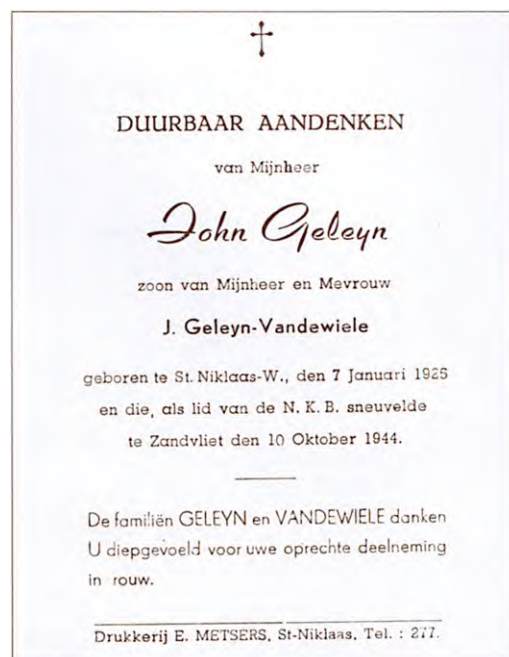 DUURBAAR AANDENKEN
van Mijnheer
John Geleyn
zoon van Mijnheer en Mevrouw
J. Geleyn-Vandewiele
geboren te St. Niklaas-W., den 7 Januari 1925
en die, als lid van de N. K. B. sneuvelde
te Zandvliet den 10 Oktober 1944.
De familiën GELEYN en VANDEWIELE danken
U diepgevoeld voor uwe oprechte deelneming
in rouw.
Drukkerij E. METSERS, St-Niklaas, Tel. : 277.